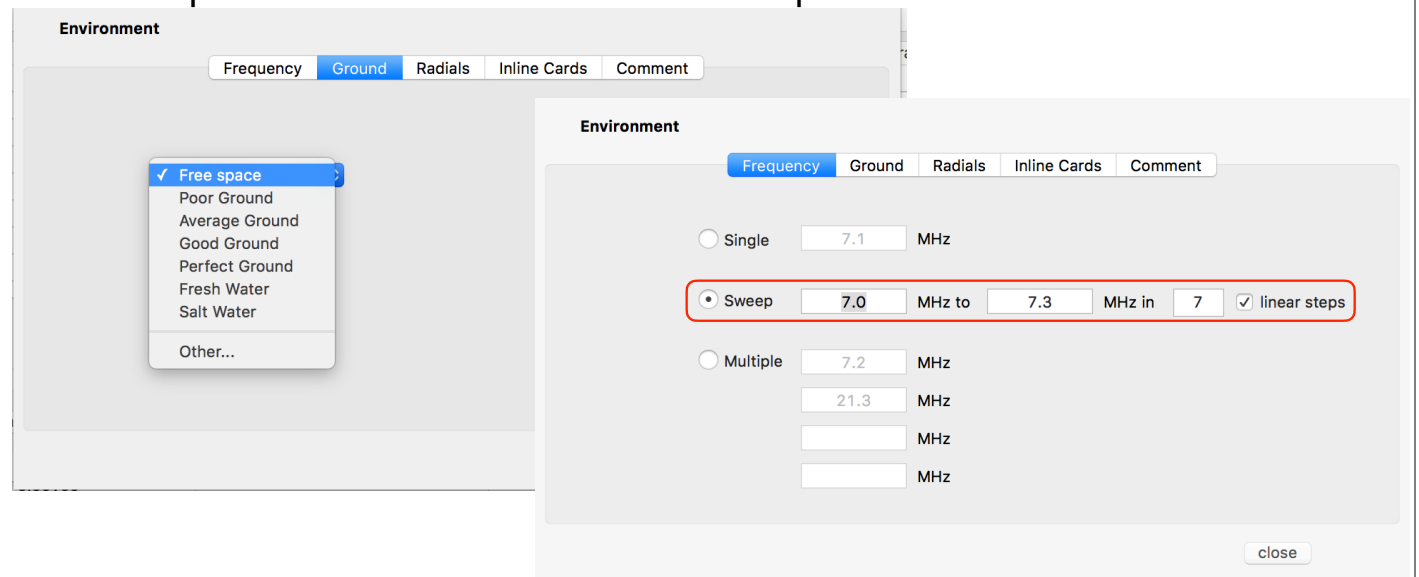 Environment
Frequency Ground Radials Inline Cards Comment
✓ Free space
Poor Ground
Average Ground
Good Ground
Perfect Ground
Fresh Water
Salt Water
Other...
Environment
Frequency Ground Radials Inline Cards Comment
Single 7.1 MHz
Sweep 7.0 MHz to 7.3 MHz in 7 ✓ linear steps
Multiple 7.2 MHz
21.3 MHz
MHz
MHz
close